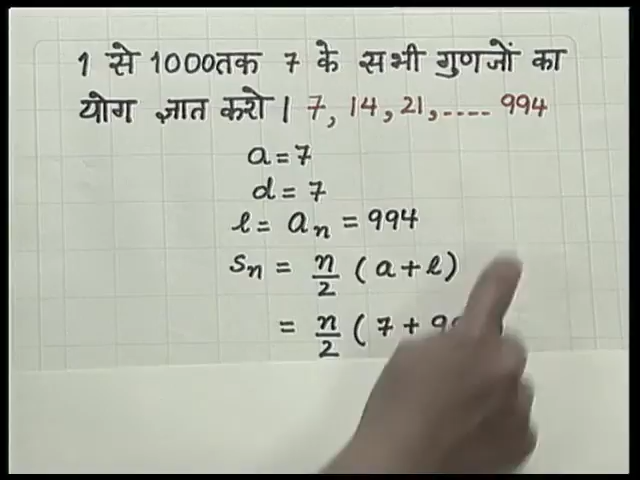 1 से 1000तक 7 के सभी गुणजों का
योग ज्ञात करो। 7, 14, 21, .... 994
a = 7
d = 7
l = an = 994
Sn = n/2 (a + l)
= n/2 ( 7 +